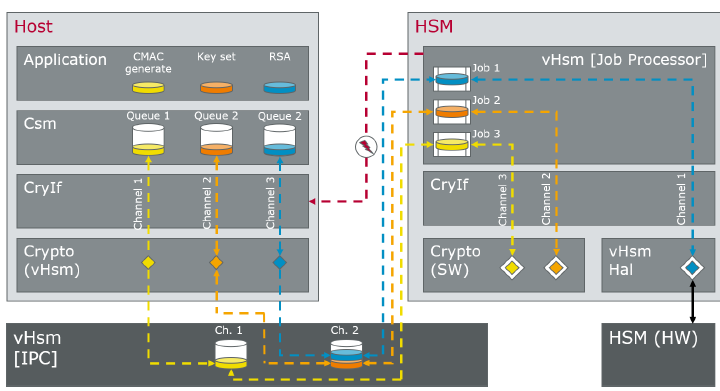 Host
Application
CMAC
generate
Key set
RSA
Csm
Queue 1
Queue 2
Queue 2
CryIf
Channel 1
Channel 2
Channel 3
Crypto
(vHsm)
HSM
vHsm [Job Processor]
Job 1
Job 2
Job 3
CryIf
Channel 3
Channel 2
Channel 1
Crypto
(SW)
vHsm
Hal
vHsm
[IPC]
Ch. 1
Ch. 2
HSM (HW)